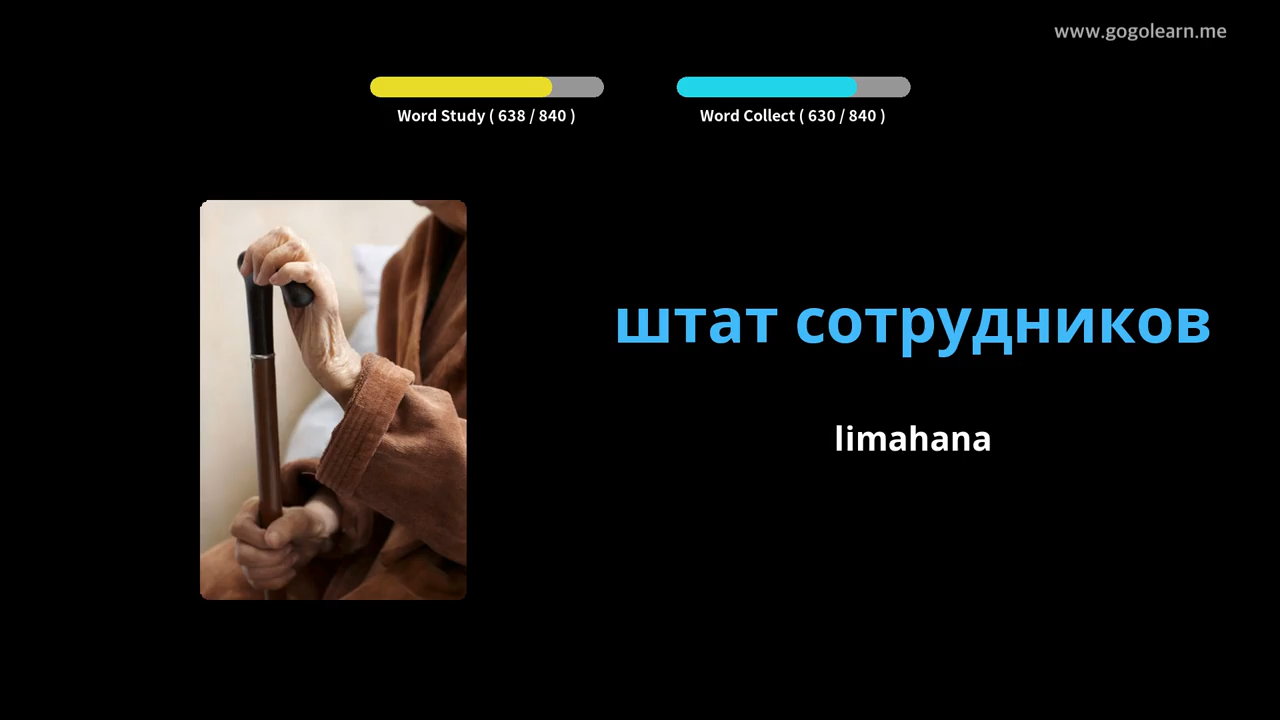 www.gogolearn.me
Word Study ( 638 / 840 )
Word Collect ( 630 / 840 )
штат сотрудников
limahana